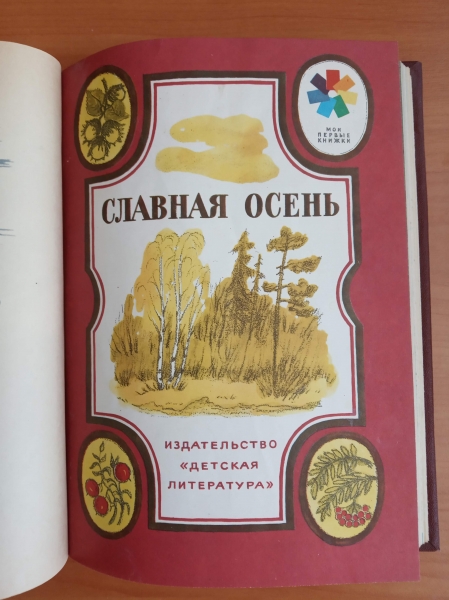 МОИ
ПЕРВЫЕ
КНИЖКИ
СЛАВНАЯ ОСЕНЬ
ИЗДАТЕЛЬСТВО
«ДЕТСКАЯ
ЛИТЕРАТУРА»